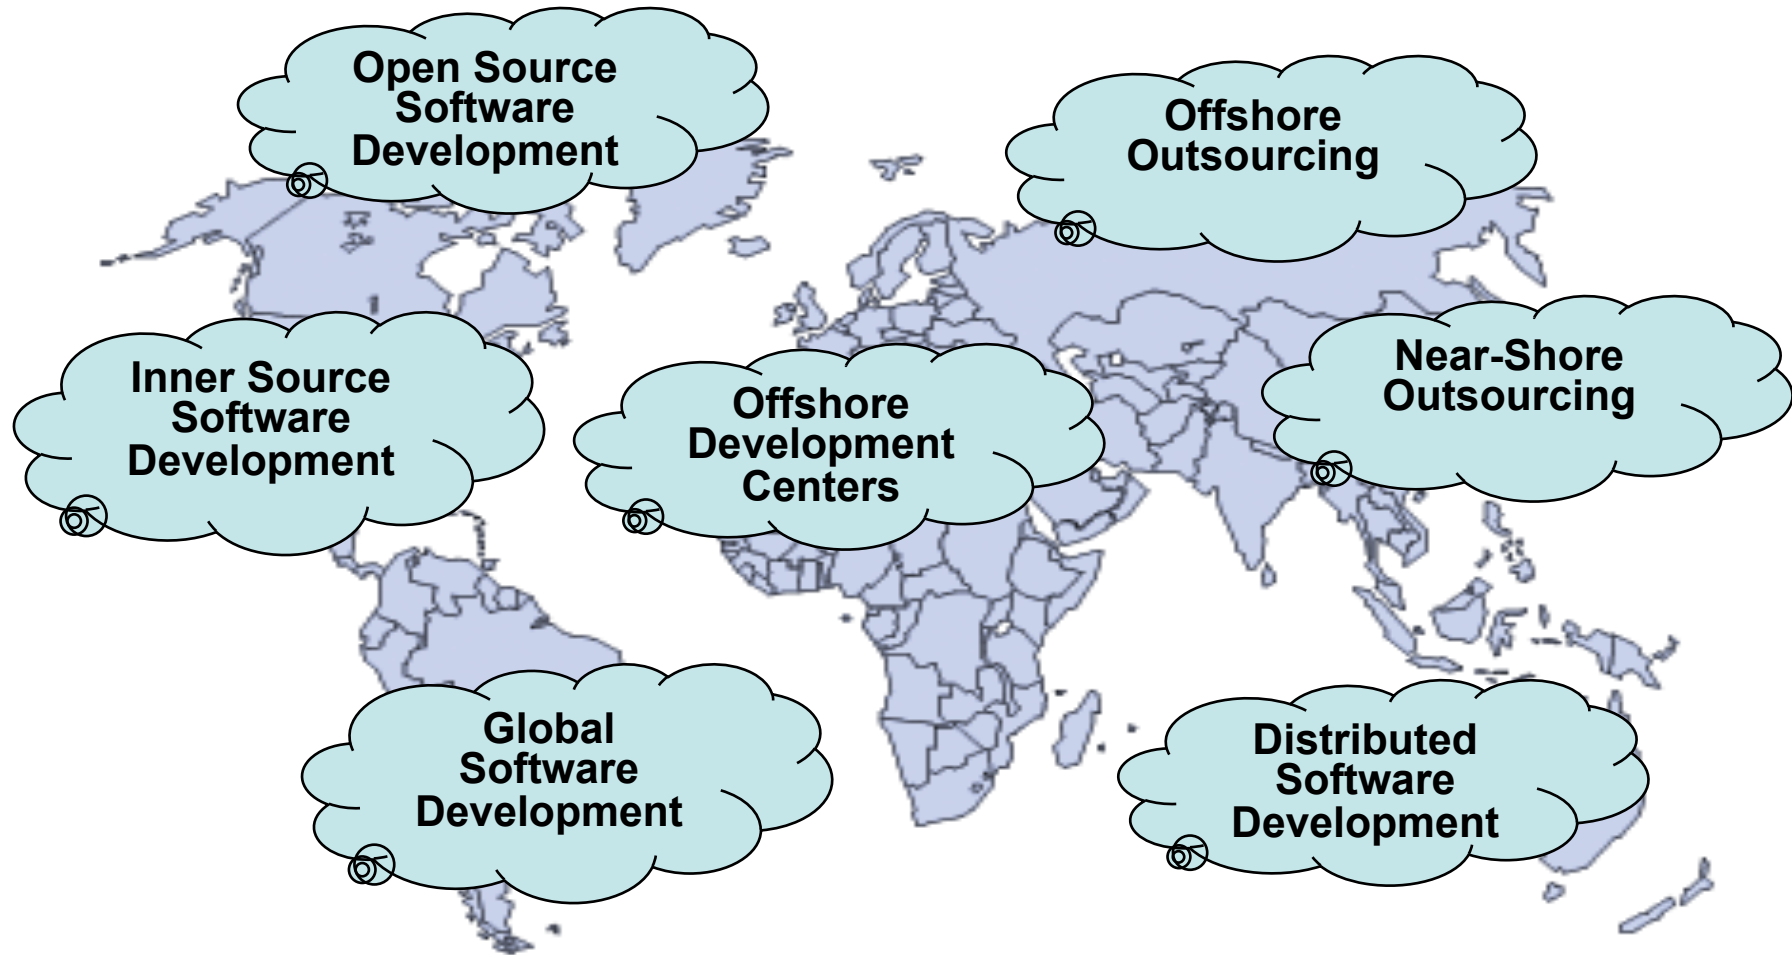 Open Source
Software
Development
Offshore
Outsourcing
Inner Source
Software
Development
Offshore
Development
Centers
Near-Shore
Outsourcing
Global
Software
Development
Distributed
Software
Development